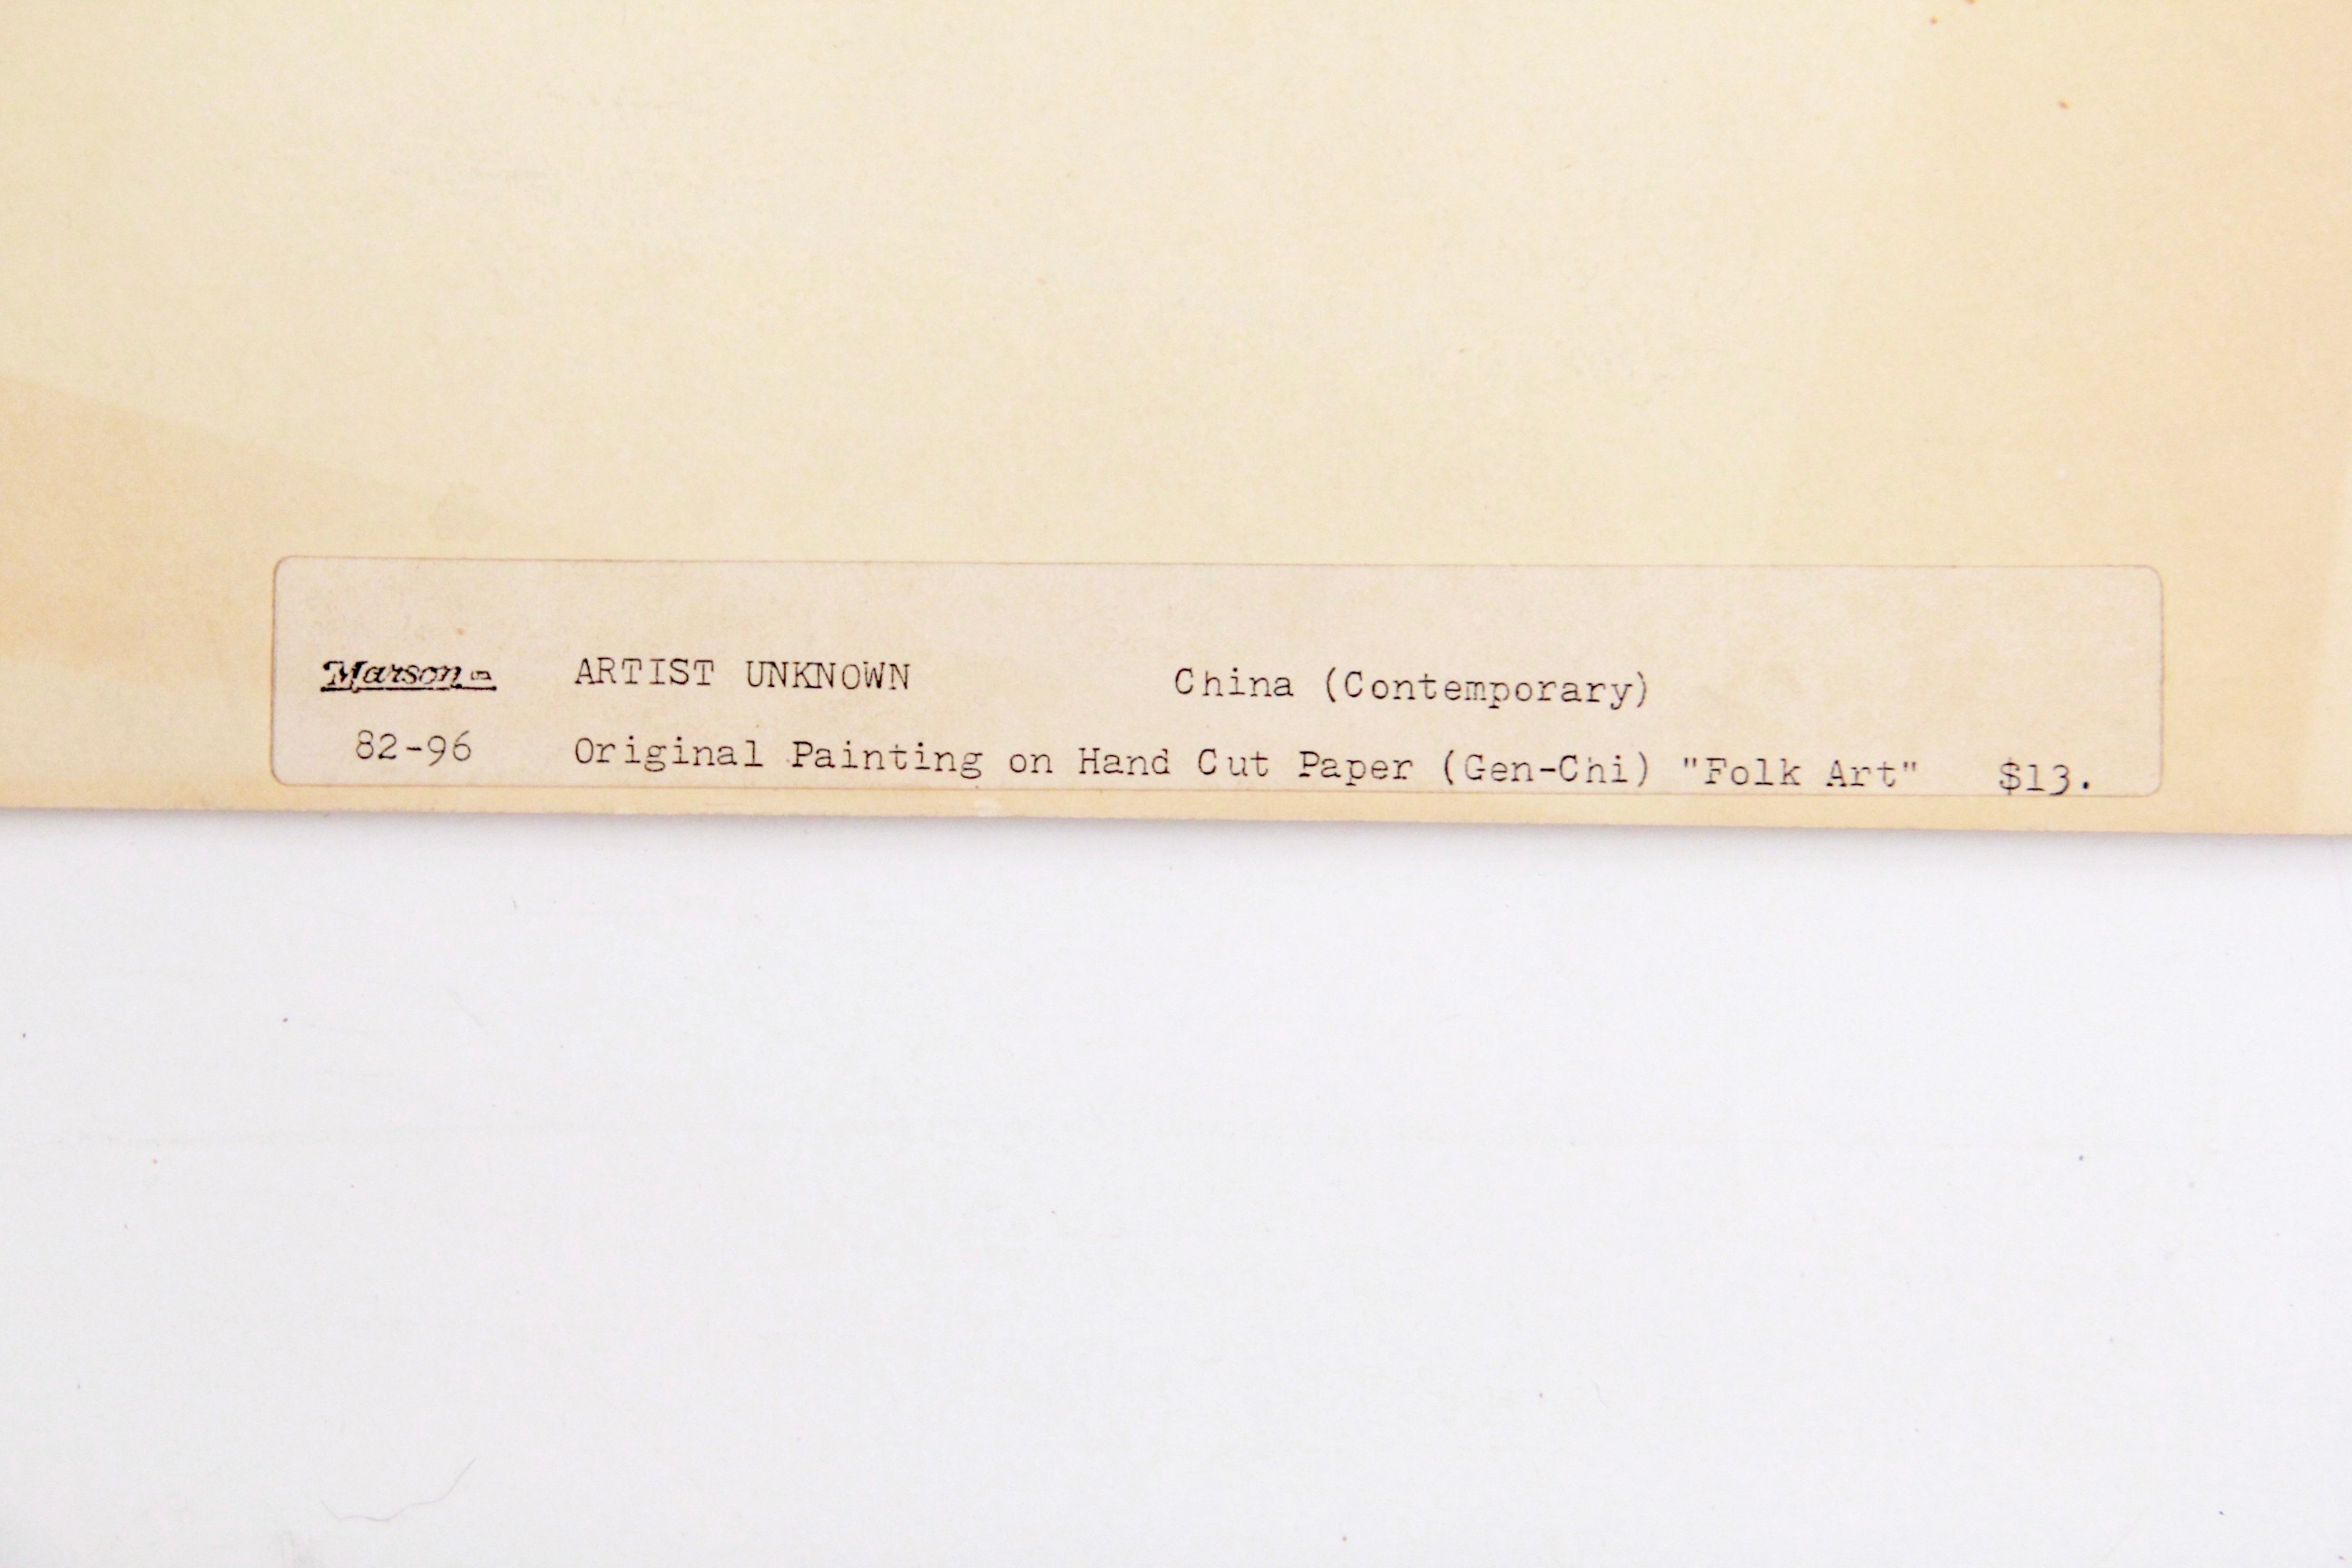 Marson ARTIST UNKNOWN China (Contemporary)
82-96 Original Painting on Hand Cut Paper (Gen-Chi) "Folk Art" $13.